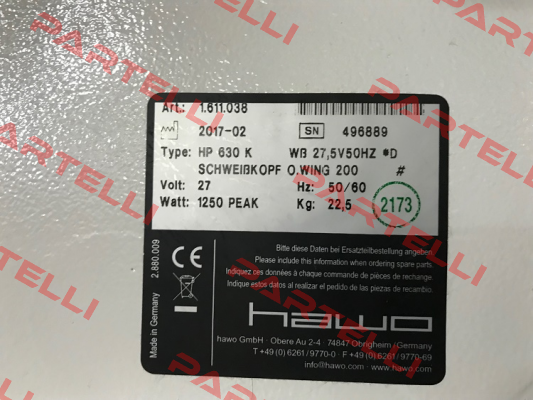 PARTELLI
PARTELLI
PARTELLI
PARTELLI
PARTELLI
Art.: 1.611.038
2017-02 SN 496889
Type: HP 630 K WB 27,5V50HZ *D
SCHWEIßKOPF O.WING 200 #
Volt: 27 Hz: 50/60
Watt: 1250 PEAK Kg: 22,5 2173
Made in Germany 2.880.009
CE
Bitte diese Daten bei Ersatzteilbestellung angeben.
Please include this information when ordering spare parts.
Indiquez ces données à chaque commande de pièces de rechange.
Indique estos datos al realizar el pedido de las piezas de recambio.
hawo
hawo GmbH · Obere Au 2-4 · 74847 Obrigheim /Germany
T +49 (0) 6261/9770-0 · F +49 (0) 6261/9770-69
info@hawo.com · www.hawo.com